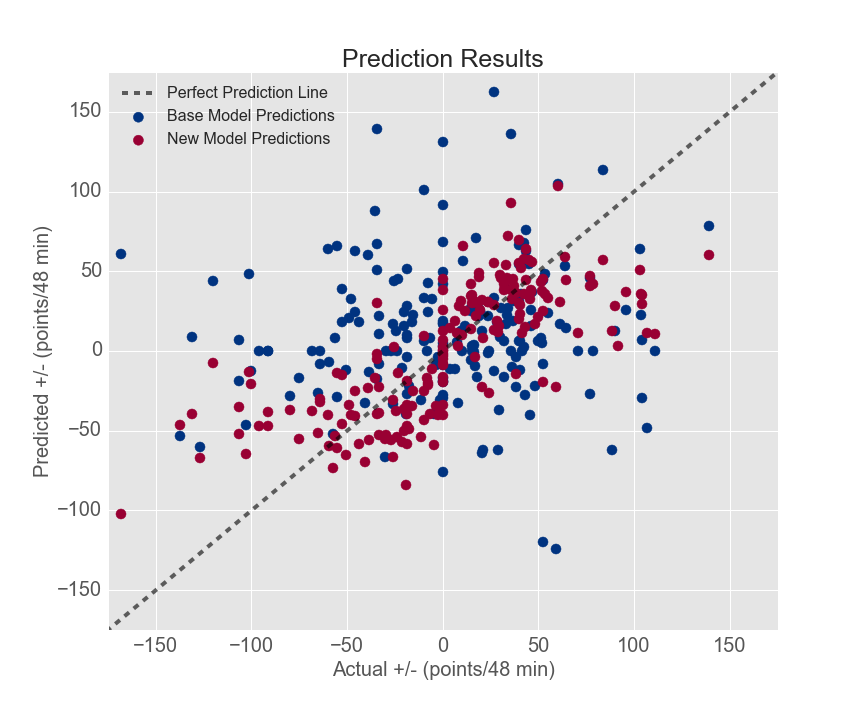 Prediction Results
Perfect Prediction Line
Base Model Predictions
New Model Predictions
150
100
50
0
−50
−100
−150
Predicted +/- (points/48 min)
−150 −100 −50 0 50 100 150
Actual +/- (points/48 min)